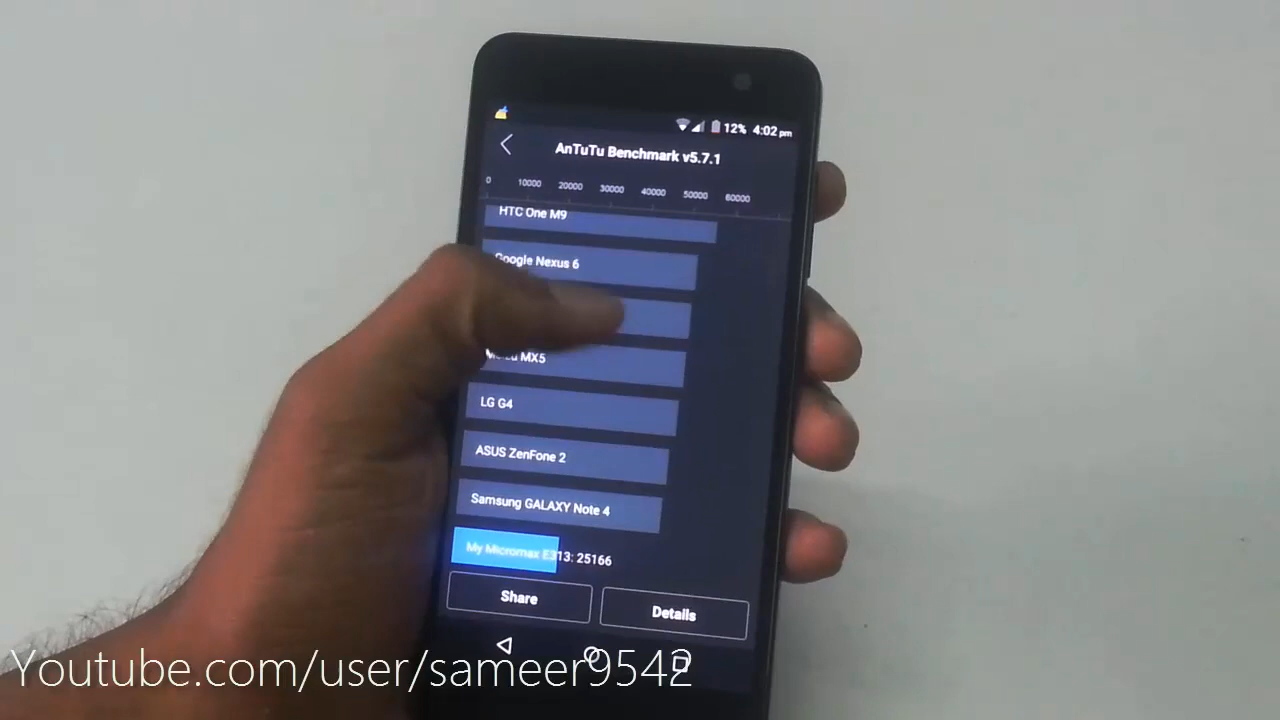 12% 4:02 pm
AnTuTu Benchmark v5.7.1
0 10000 20000 30000 40000 50000 60000
HTC One M9
Google Nexus 6
MX5
LG G4
ASUS ZenFone 2
Samsung GALAXY Note 4
My Micromax E313: 25166
Share Details
Youtube.com/user/sameer9542